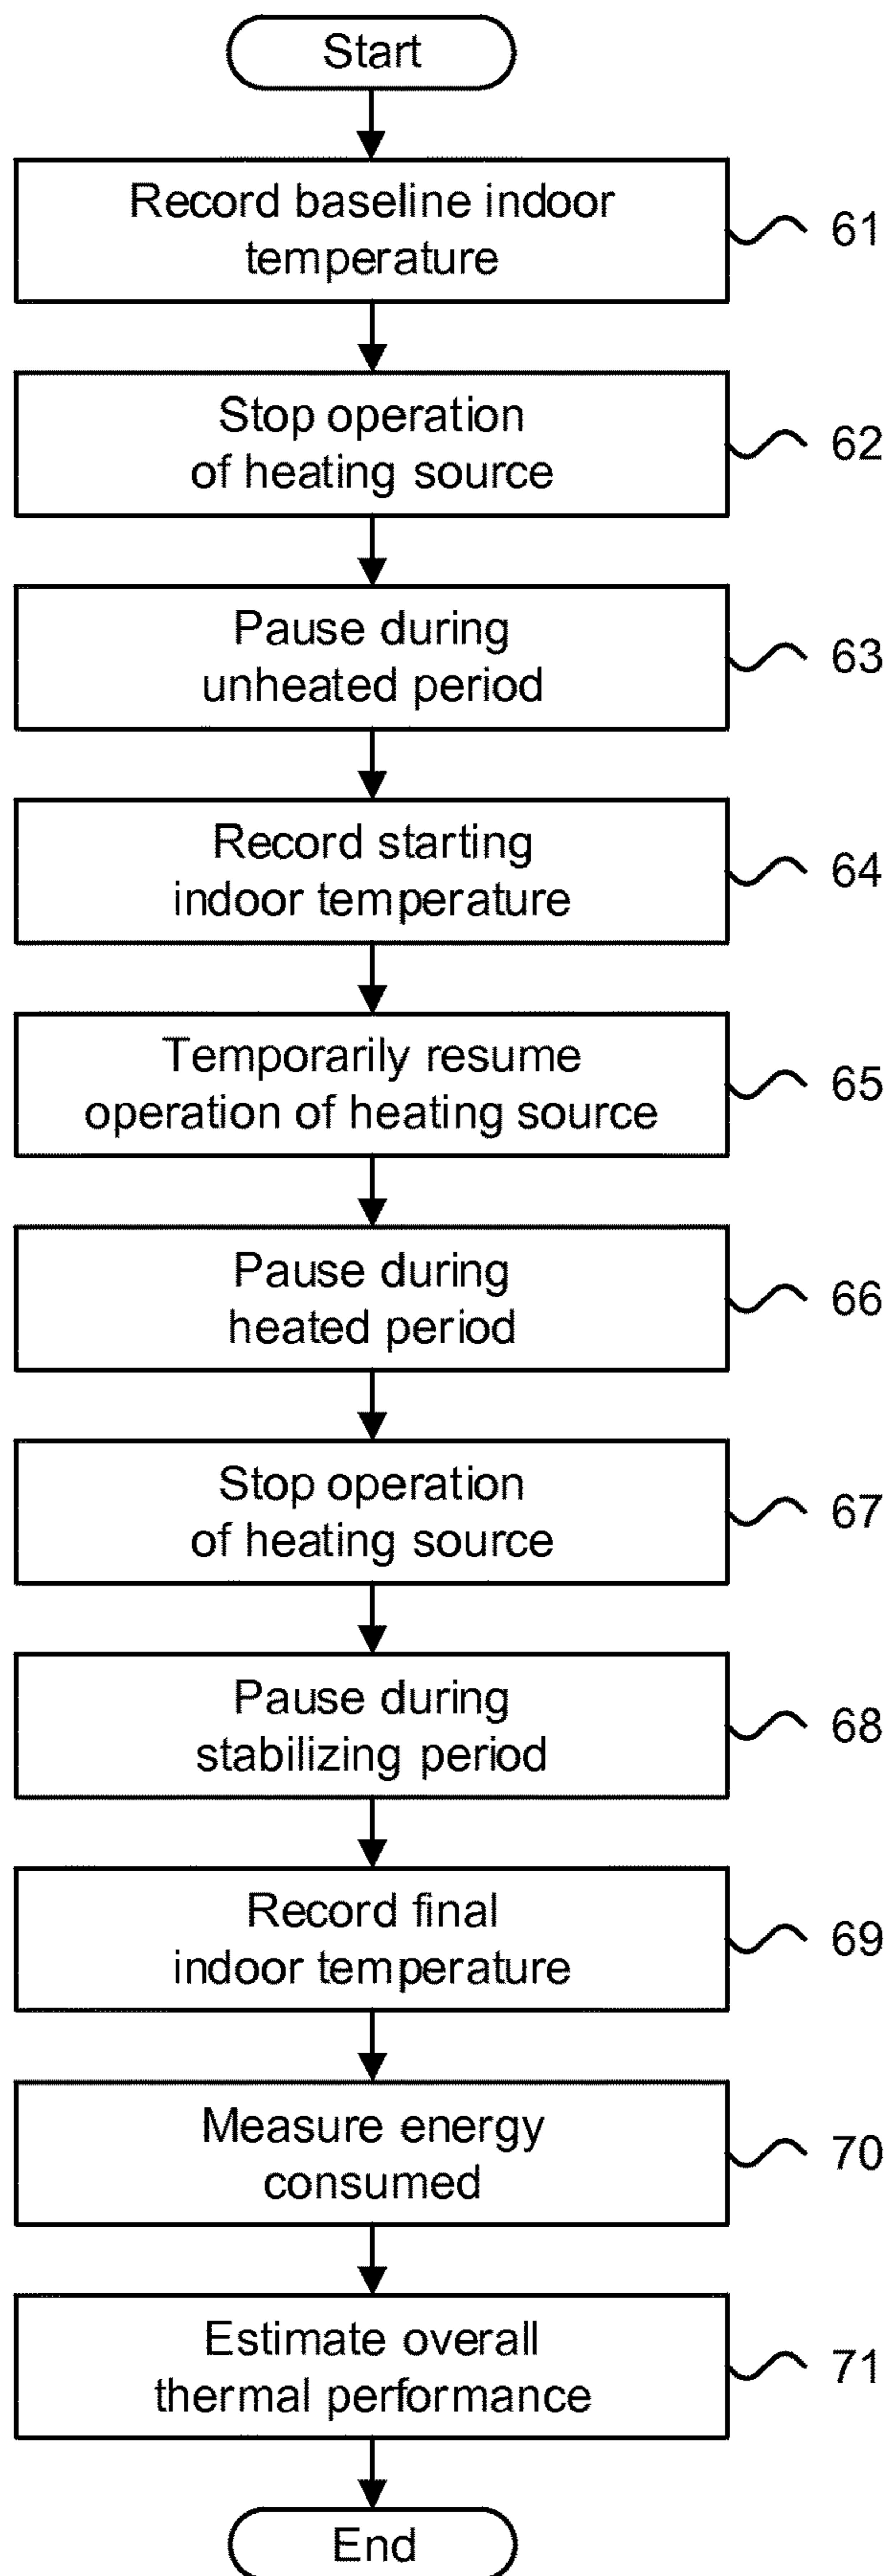 Start
Record baseline indoor
temperature
61
Stop operation
of heating source
62
Pause during
unheated period
63
Record starting
indoor temperature
64
Temporarily resume
operation of heating source
65
Pause during
heated period
66
Stop operation
of heating source
67
Pause during
stabilizing period
68
Record final
indoor temperature
69
Measure energy
consumed
70
Estimate overall
thermal performance
71
End